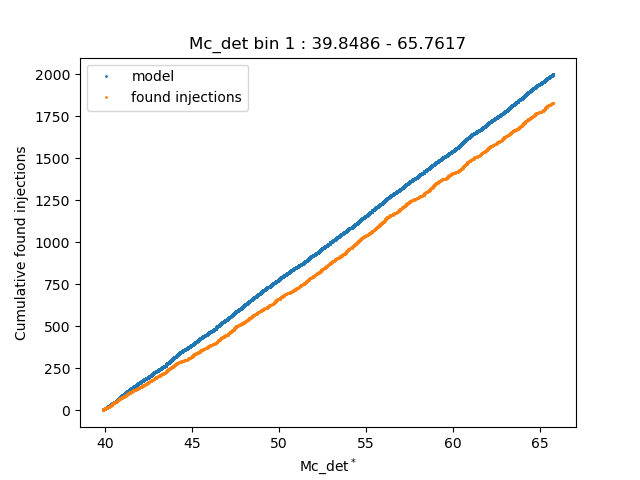 Mc_det bin 1 : 39.8486 - 65.7617
model
found injections
Cumulative found injections
2000
1750
1500
1250
1000
750
500
250
0
40 45 50 55 60 65
Mc_det*